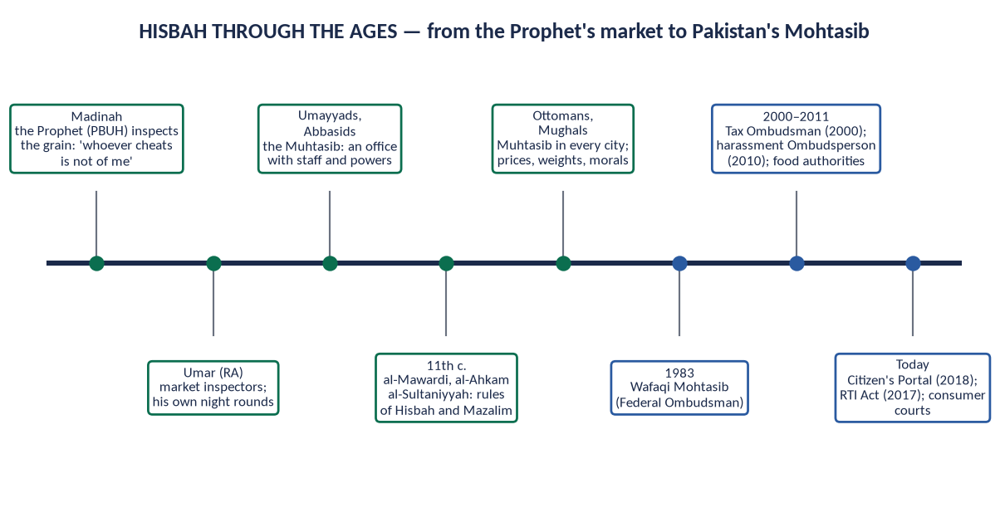 HISBAH THROUGH THE AGES — from the Prophet's market to Pakistan's Mohtasib
Madinah
the Prophet (PBUH) inspects
the grain: 'whoever cheats
is not of me'
Umar (RA)
market inspectors;
his own night rounds
Umayyads,
Abbasids
the Muhtasib: an office
with staff and powers
11th c.
al-Mawardi, al-Ahkam
al-Sultaniyyah: rules
of Hisbah and Mazalim
Ottomans,
Mughals
Muhtasib in every city;
prices, weights, morals
1983
Wafaqi Mohtasib
(Federal Ombudsman)
2000–2011
Tax Ombudsman (2000);
harassment Ombudsperson
(2010); food authorities
Today
Citizen's Portal (2018);
RTI Act (2017); consumer
courts